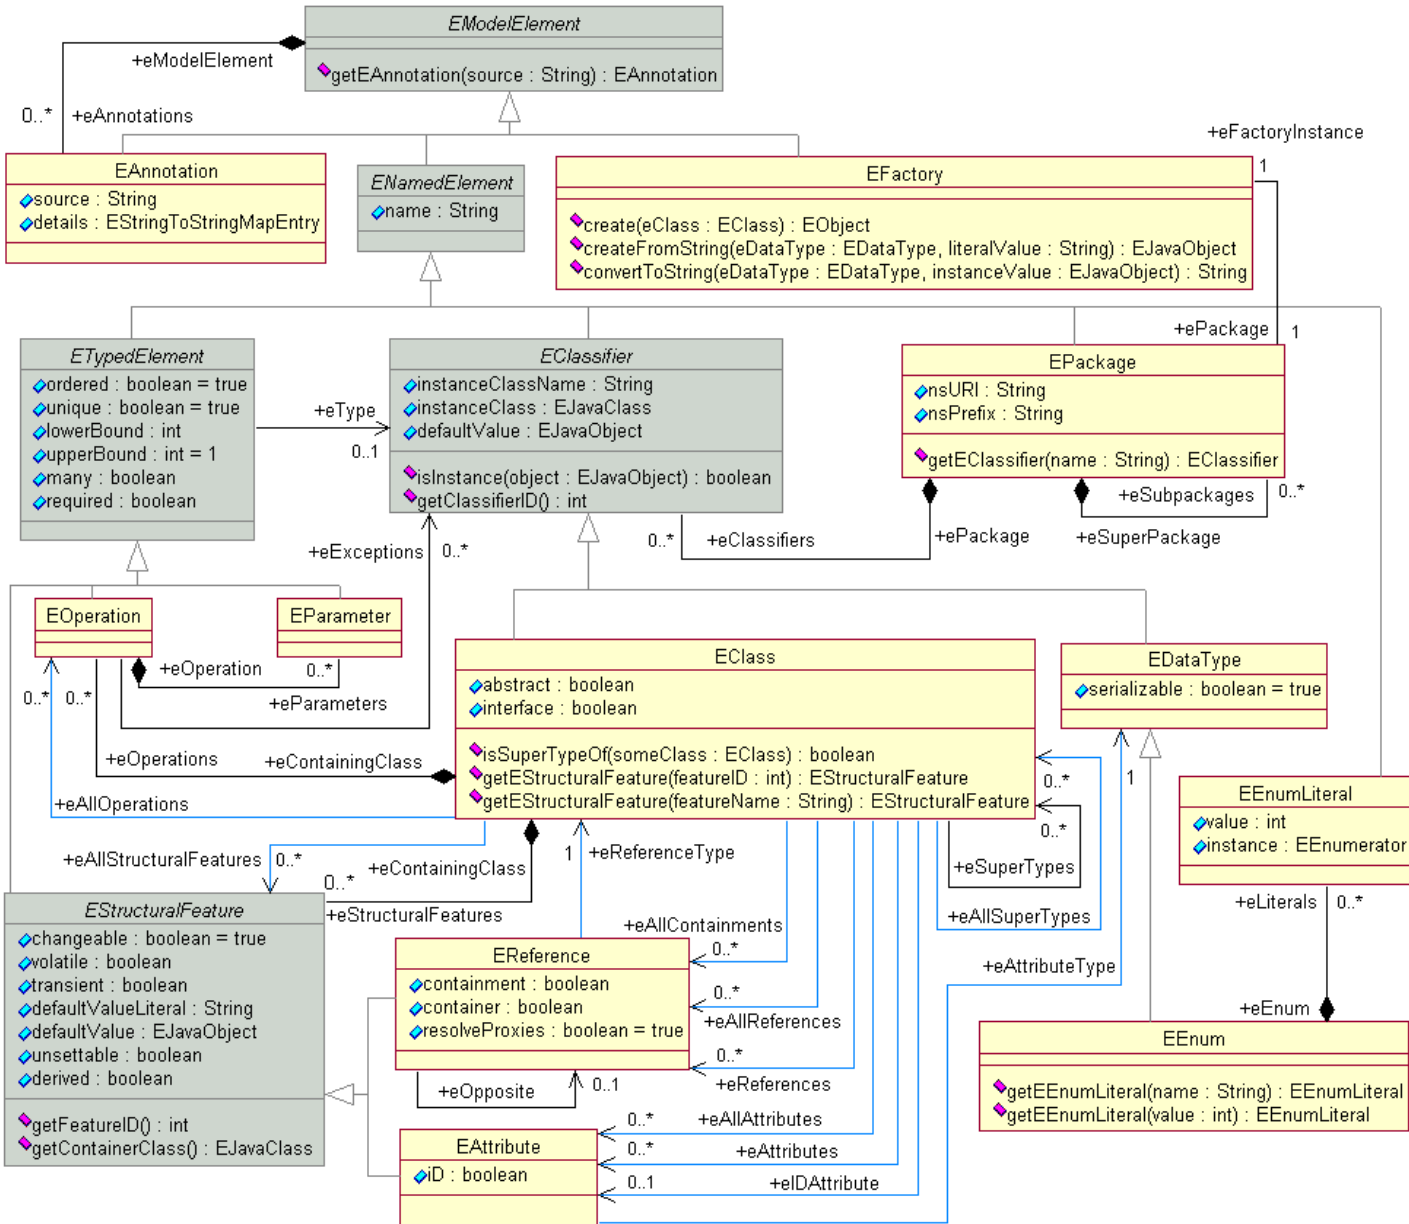 EModelElement
getEAnnotation(source : String) : EAnnotation
+eModelElement
0..*
+eAnnotations
+eFactoryInstance
1
EAnnotation
source : String
details : EStringToStringMapEntry
ENamedElement
name : String
EFactory
create(eClass : EClass) : EObject
createFromString(eDataType : EDataType, literalValue : String) : EJavaObject
convertToString(eDataType : EDataType, instanceValue : EJavaObject) : String
+ePackage
1
ETypedElement
ordered : boolean = true
unique : boolean = true
lowerBound : int
upperBound : int = 1
many : boolean
required : boolean
+eType
0..1
EClassifier
instanceClassName : String
instanceClass : EJavaClass
defaultValue : EJavaObject
isInstance(object : EJavaObject) : boolean
getClassifierID() : int
EPackage
nsURI : String
nsPrefix : String
getEClassifier(name : String) : EClassifier
+eSubpackages
0..*
+eSuperPackage
+eExceptions
0..*
0..*
+eClassifiers
+ePackage
EOperation
EParameter
+eOperation
0..*
0..*
0..*
+eParameters
+eOperations
+eContainingClass
+eAllOperations
EClass
abstract : boolean
interface : boolean
isSuperTypeOf(someClass : EClass) : boolean
getEStructuralFeature(featureID : int) : EStructuralFeature
getEStructuralFeature(featureName : String) : EStructuralFeature
EDataType
serializable : boolean = true
0..*
1
0..*
+eSuperTypes
+eAllSuperTypes
EEnumLiteral
value : int
instance : EEnumerator
+eLiterals
0..*
+eAllStructuralFeatures
0..*
+eContainingClass
0..*
+eStructuralFeatures
1
+eReferenceType
+eAllContainments
0..*
+eAttributeType
+eEnum
EStructuralFeature
changeable : boolean = true
volatile : boolean
transient : boolean
defaultValueLiteral : String
defaultValue : EJavaObject
unsettable : boolean
derived : boolean
getFeatureID() : int
getContainerClass() : EJavaClass
EReference
containment : boolean
container : boolean
resolveProxies : boolean = true
0..*
+eAllReferences
0..*
+eReferences
+eOpposite
0..1
EEnum
getEEnumLiteral(name : String) : EEnumLiteral
getEEnumLiteral(value : int) : EEnumLiteral
EAttribute
iD : boolean
0..*
+eAllAttributes
0..*
+eAttributes
0..1
+eIDAttribute